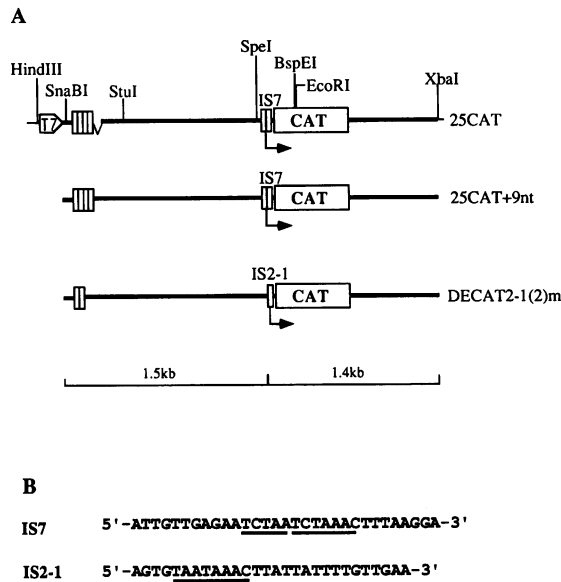 A
HindIII
SnaBI
StuI
SpeI
BspEI
EcoRI
XbaI
T7
IS7
CAT
25CAT
IS7
CAT
25CAT+9nt
IS2-1
CAT
DECAT2-1(2)m
1.5kb
1.4kb
B
IS7 5'-ATTGTTGAGAATCTAATCTAAACTTTAAGGA-3'
IS2-1 5'-AGTGTAATAAACTTATTATTTTGTTGAA-3'